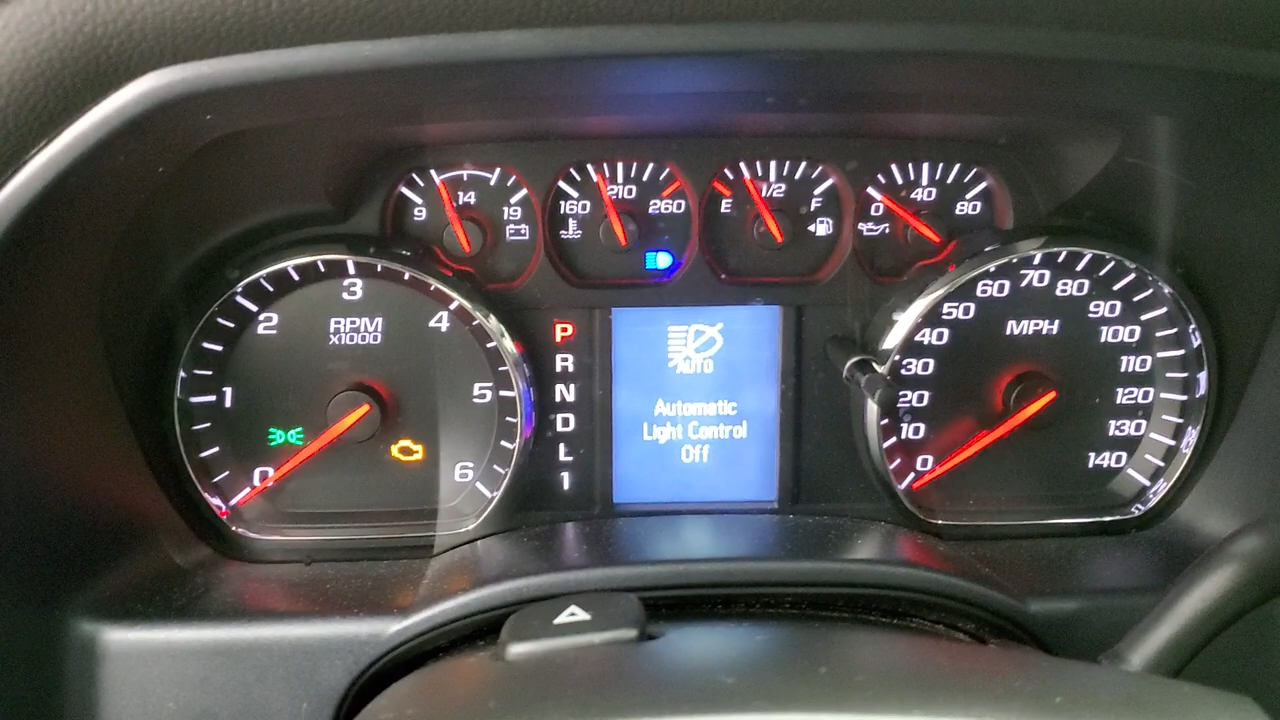 9 14 19
160 210 260
E 1/2 F
0 40 80
0 1 2 3 4 5 6
RPM
x1000
P
R
N
D
L
1
AUTO
Automatic
Light Control
Off
0 10 20 30 40 50 60 70 80 90 100 110 120 130 140
MPH